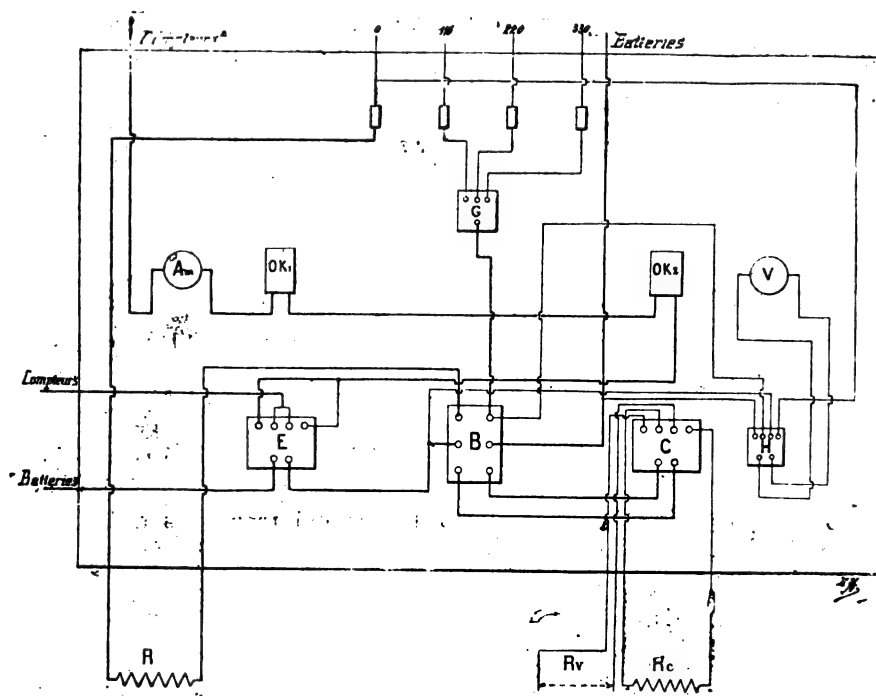 0 110 220 330 Batteries
G
Am OK1 OK2 V
Compteurs
E B C H
Batteries
R Rv Rc